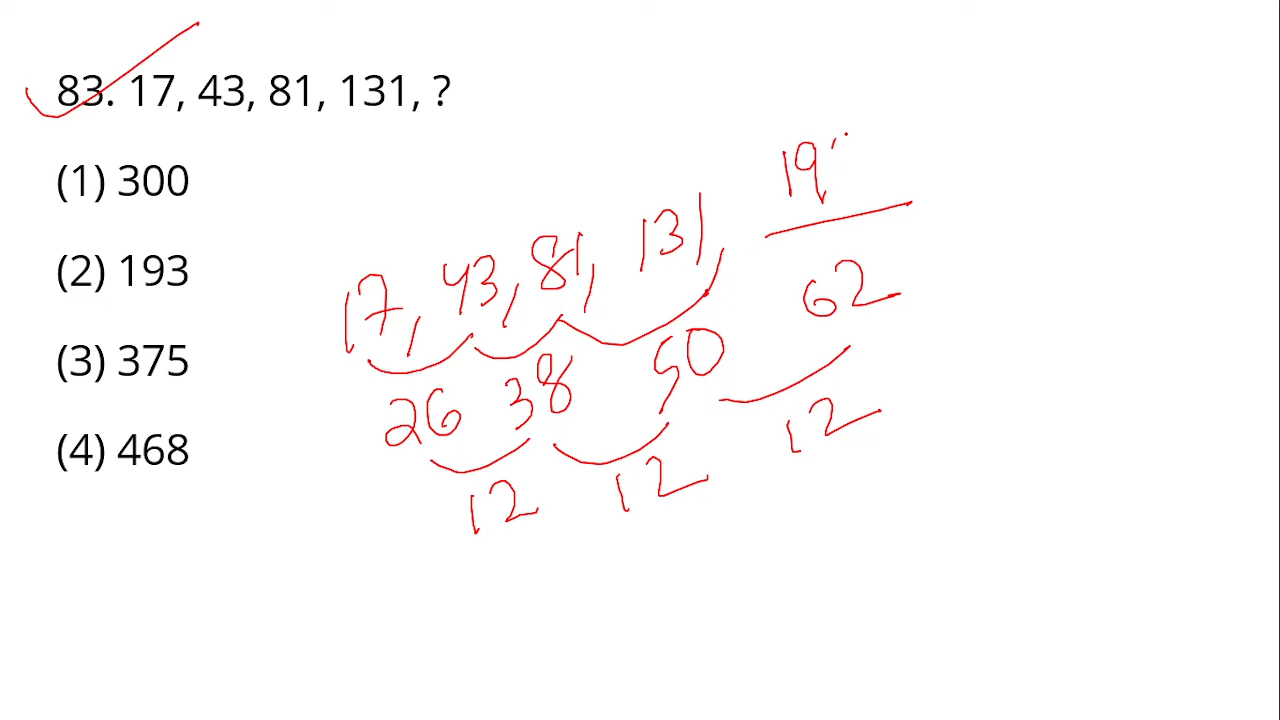 83. 17, 43, 81, 131, ?
(1) 300
(2) 193
(3) 375
(4) 468
17, 43, 81, 131, 19
26 38 50 62
12 12 12